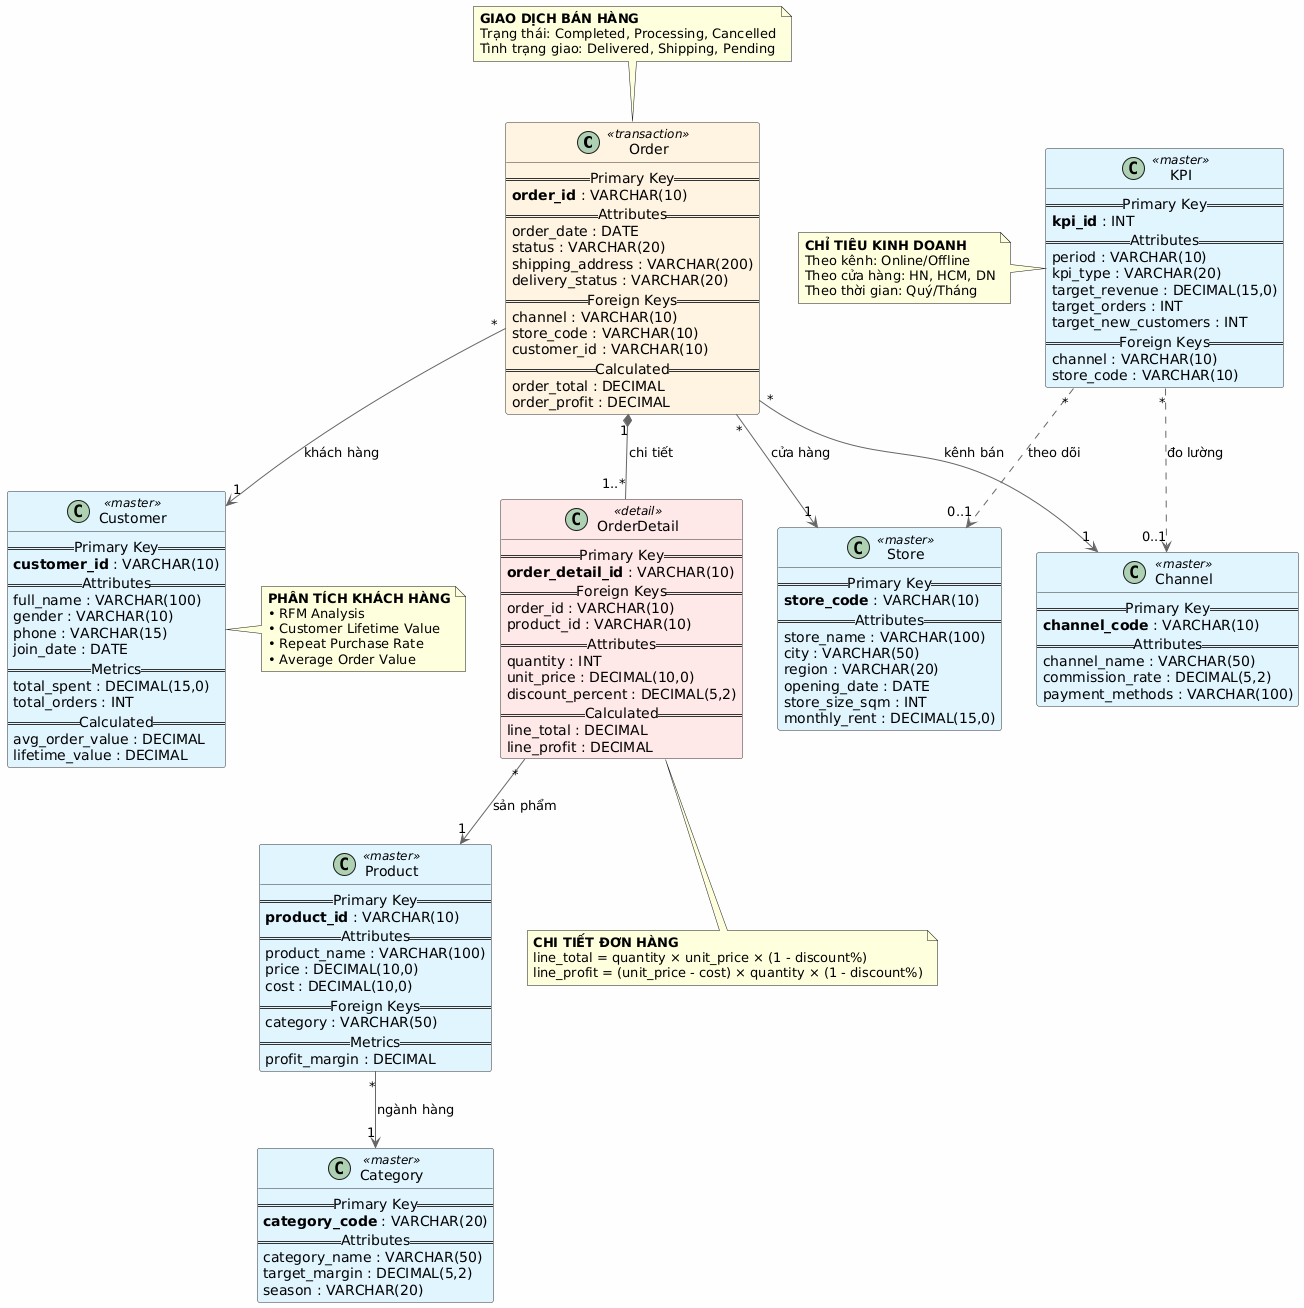 GIAO DỊCH BÁN HÀNG
Trạng thái: Completed, Processing, Cancelled
Tình trạng giao: Delivered, Shipping, Pending
«transaction»
C Order
Primary Key
order_id : VARCHAR(10)
Attributes
order_date : DATE
status : VARCHAR(20)
shipping_address : VARCHAR(200)
delivery_status : VARCHAR(20)
Foreign Keys
channel : VARCHAR(10)
store_code : VARCHAR(10)
customer_id : VARCHAR(10)
Calculated
order_total : DECIMAL
order_profit : DECIMAL
«master»
C KPI
Primary Key
kpi_id : INT
Attributes
period : VARCHAR(10)
kpi_type : VARCHAR(20)
target_revenue : DECIMAL(15,0)
target_orders : INT
target_new_customers : INT
Foreign Keys
channel : VARCHAR(10)
store_code : VARCHAR(10)
CHỈ TIÊU KINH DOANH
Theo kênh: Online/Offline
Theo cửa hàng: HN, HCM, DN
Theo thời gian: Quý/Tháng
*
khách hàng
1
1
chi tiết
1..*
*
cửa hàng
1
*
kênh bán
1
*
theo dõi
0..1
*
đo lường
0..1
«master»
C Customer
Primary Key
customer_id : VARCHAR(10)
Attributes
full_name : VARCHAR(100)
gender : VARCHAR(10)
phone : VARCHAR(15)
join_date : DATE
Metrics
total_spent : DECIMAL(15,0)
total_orders : INT
Calculated
avg_order_value : DECIMAL
lifetime_value : DECIMAL
PHÂN TÍCH KHÁCH HÀNG
• RFM Analysis
• Customer Lifetime Value
• Repeat Purchase Rate
• Average Order Value
«detail»
C OrderDetail
Primary Key
order_detail_id : VARCHAR(10)
Foreign Keys
order_id : VARCHAR(10)
product_id : VARCHAR(10)
Attributes
quantity : INT
unit_price : DECIMAL(10,0)
discount_percent : DECIMAL(5,2)
Calculated
line_total : DECIMAL
line_profit : DECIMAL
«master»
C Store
Primary Key
store_code : VARCHAR(10)
Attributes
store_name : VARCHAR(100)
city : VARCHAR(50)
region : VARCHAR(20)
opening_date : DATE
store_size_sqm : INT
monthly_rent : DECIMAL(15,0)
«master»
C Channel
Primary Key
channel_code : VARCHAR(10)
Attributes
channel_name : VARCHAR(50)
commission_rate : DECIMAL(5,2)
payment_methods : VARCHAR(100)
*
sản phẩm
1
«master»
C Product
Primary Key
product_id : VARCHAR(10)
Attributes
product_name : VARCHAR(100)
price : DECIMAL(10,0)
cost : DECIMAL(10,0)
Foreign Keys
category : VARCHAR(50)
Metrics
profit_margin : DECIMAL
CHI TIẾT ĐƠN HÀNG
line_total = quantity × unit_price × (1 - discount%)
line_profit = (unit_price - cost) × quantity × (1 - discount%)
*
ngành hàng
1
«master»
C Category
Primary Key
category_code : VARCHAR(20)
Attributes
category_name : VARCHAR(50)
target_margin : DECIMAL(5,2)
season : VARCHAR(20)